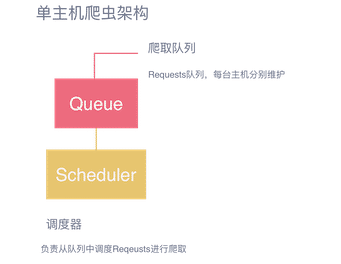 单主机爬虫架构
爬取队列
Requests队列，每台主机分别维护
Queue
Scheduler
调度器
负责从队列中调度Reqeusts进行爬取